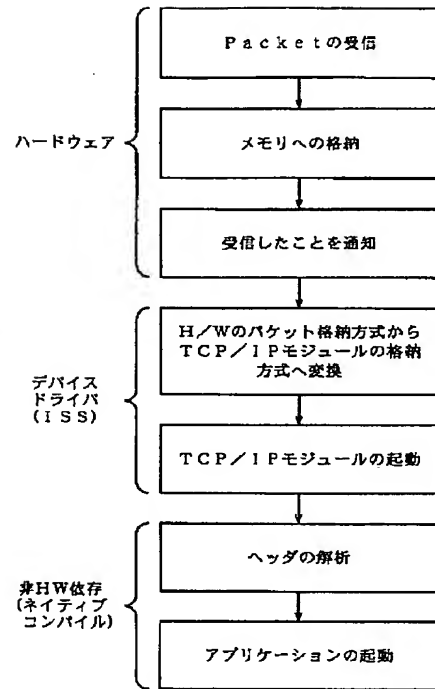 Ｐａｃｋｅｔの受信
メモリへの格納
ハードウェア
受信したことを通知
Ｈ／Ｗのパケット格納方式から
ＴＣＰ／ＩＰモジュールの格納
方式へ変換
デバイス
ドライバ
(ＩＳＳ)
ＴＣＰ／ＩＰモジュールの起動
ヘッダの解析
非HW依存
(ネイティブ
コンパイル)
アプリケーションの起動